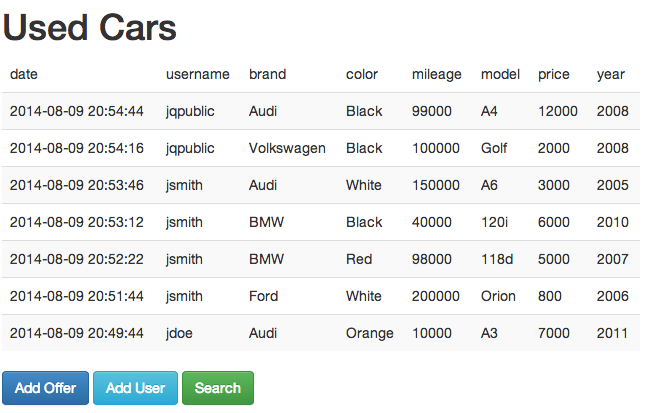 Used Cars
date username brand color mileage model price year
2014-08-09 20:54:44 jqpublic Audi Black 99000 A4 12000 2008
2014-08-09 20:54:16 jqpublic Volkswagen Black 100000 Golf 2000 2008
2014-08-09 20:53:46 jsmith Audi White 150000 A6 3000 2005
2014-08-09 20:53:12 jsmith BMW Black 40000 120i 6000 2010
2014-08-09 20:52:22 jsmith BMW Red 98000 118d 5000 2007
2014-08-09 20:51:44 jsmith Ford White 200000 Orion 800 2006
2014-08-09 20:49:44 jdoe Audi Orange 10000 A3 7000 2011
Add Offer Add User Search